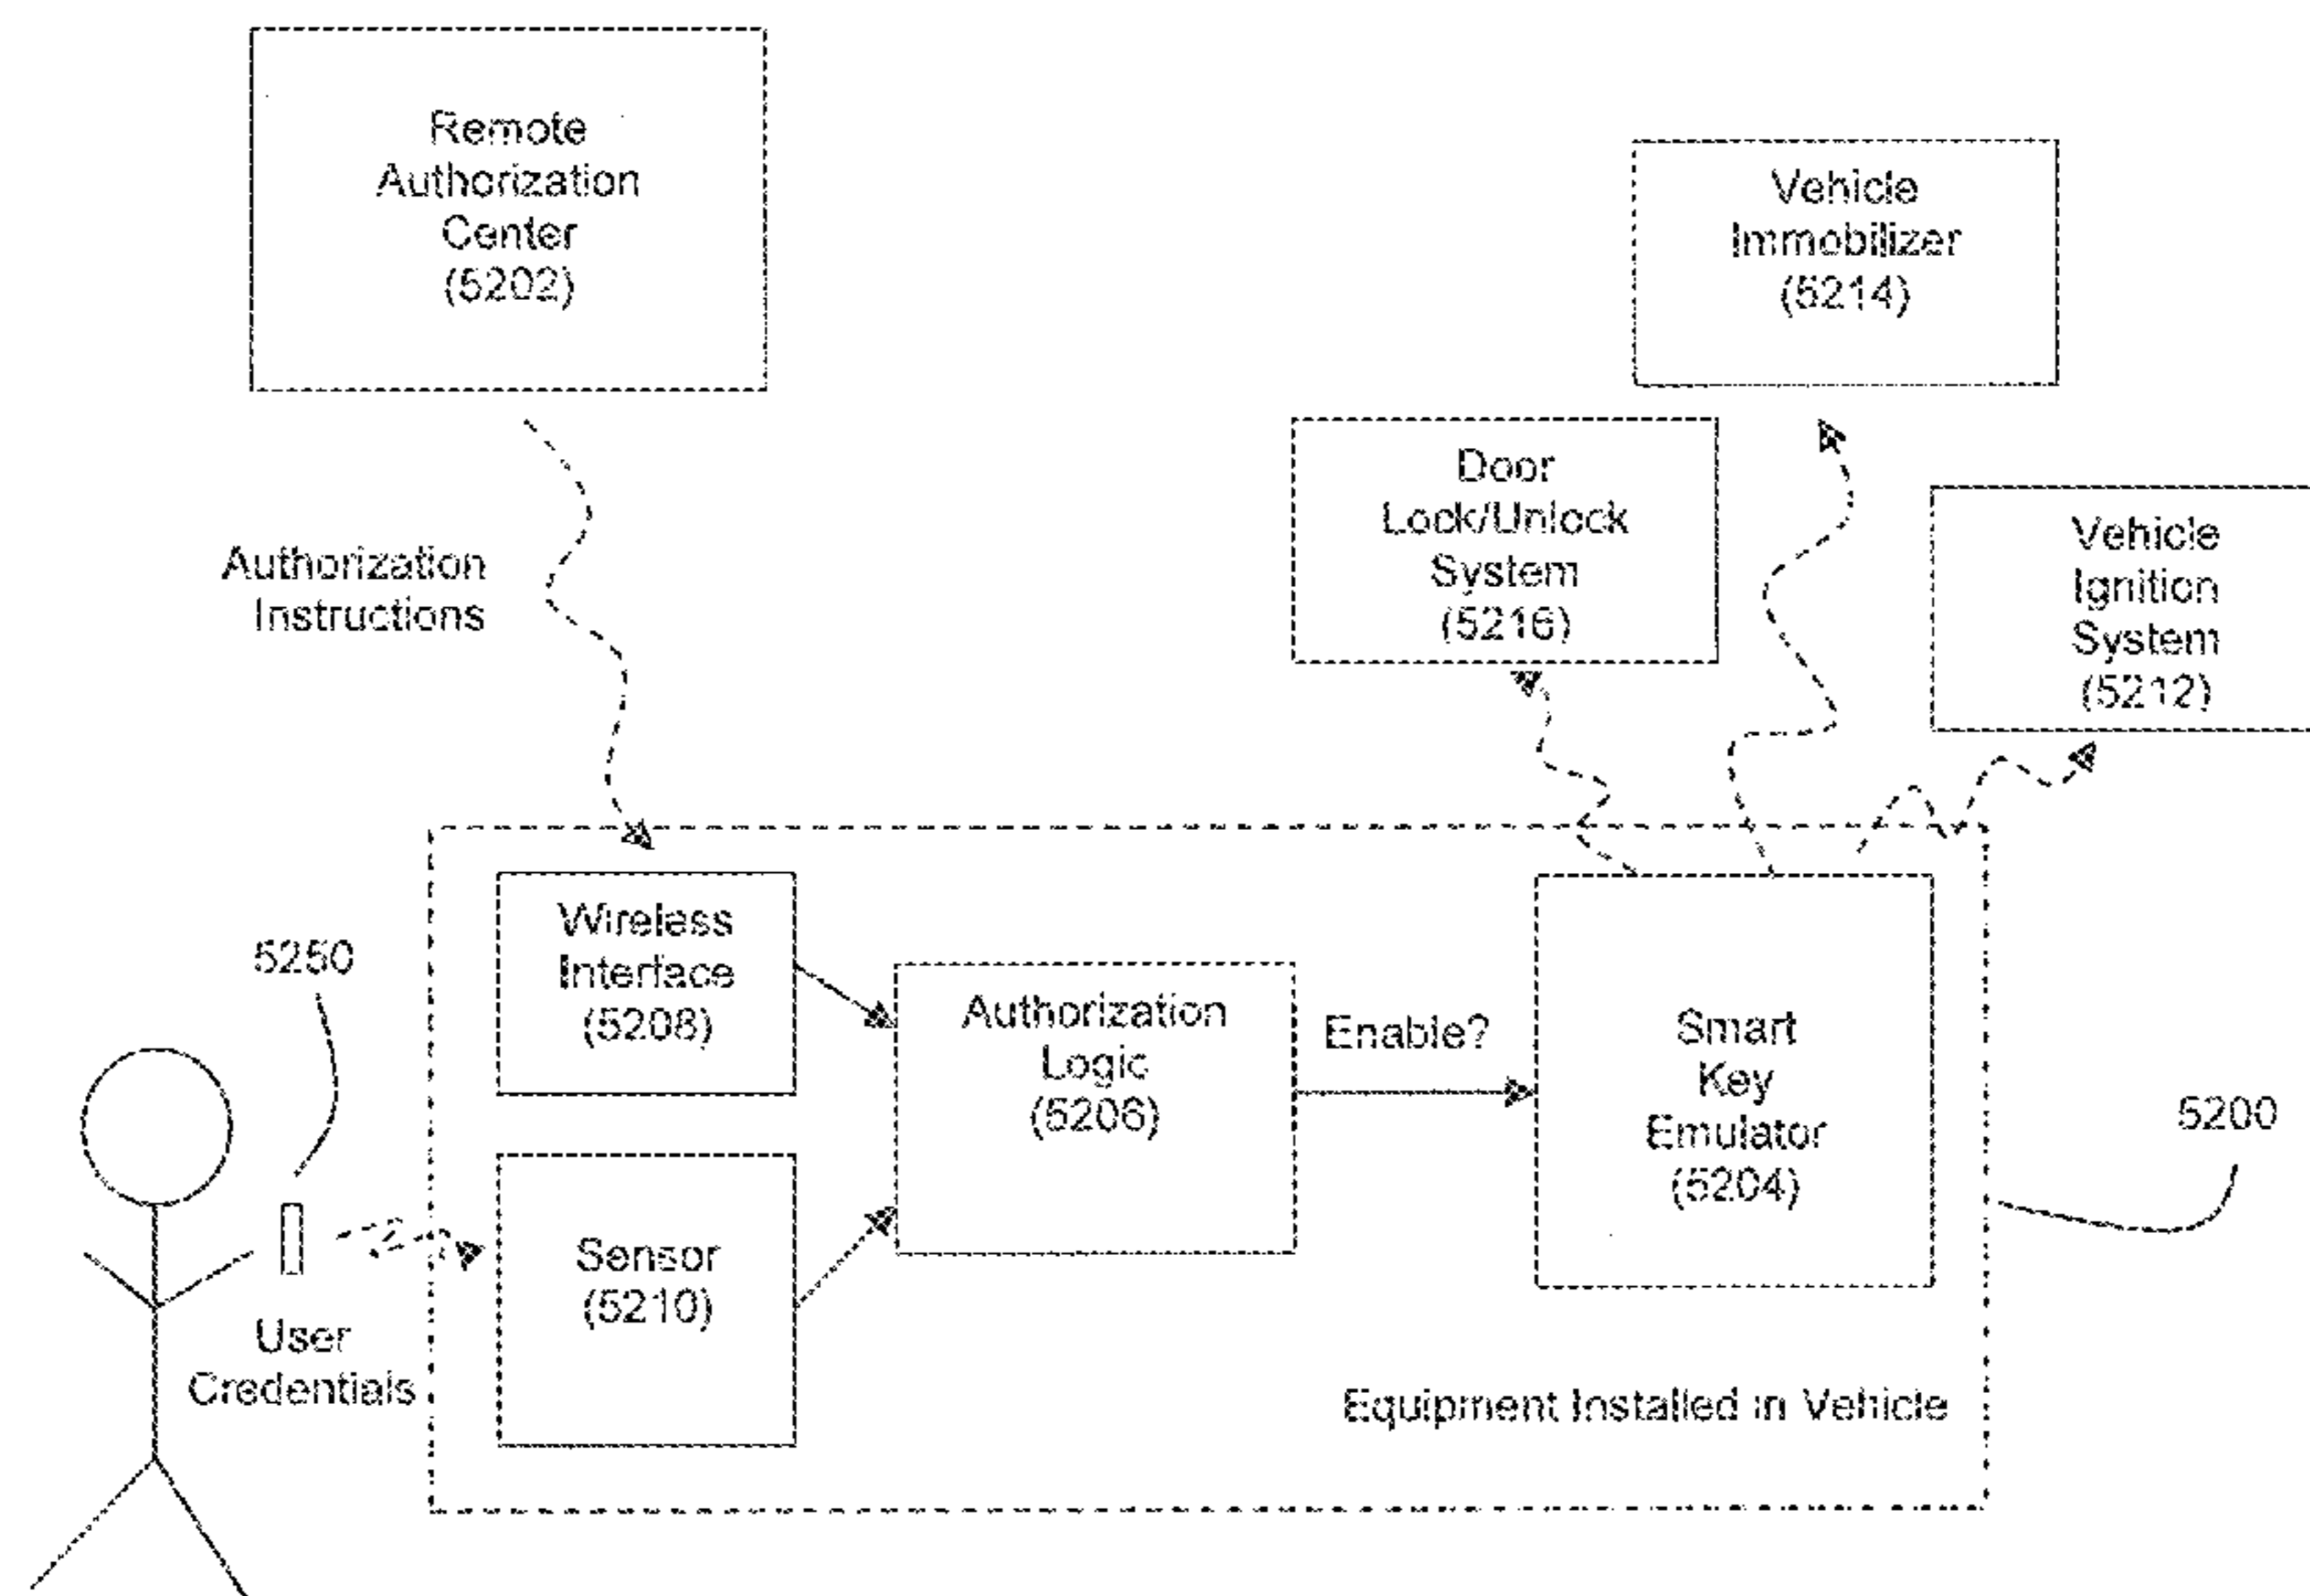 Remote
Authorization
Center
(5202)
Vehicle
Immobilizer
(5214)
Door
Lock/Unlock
System
(5216)
Vehicle
Ignition
System
(5212)
Authorization
Instructions
Wireless
Interface
(5208)
5250
Authorization
Logic
(5206)
Enable?
Smart
Key
Emulator
(5204)
5200
Sensor
(5210)
User
Credentials
Equipment Installed in Vehicle